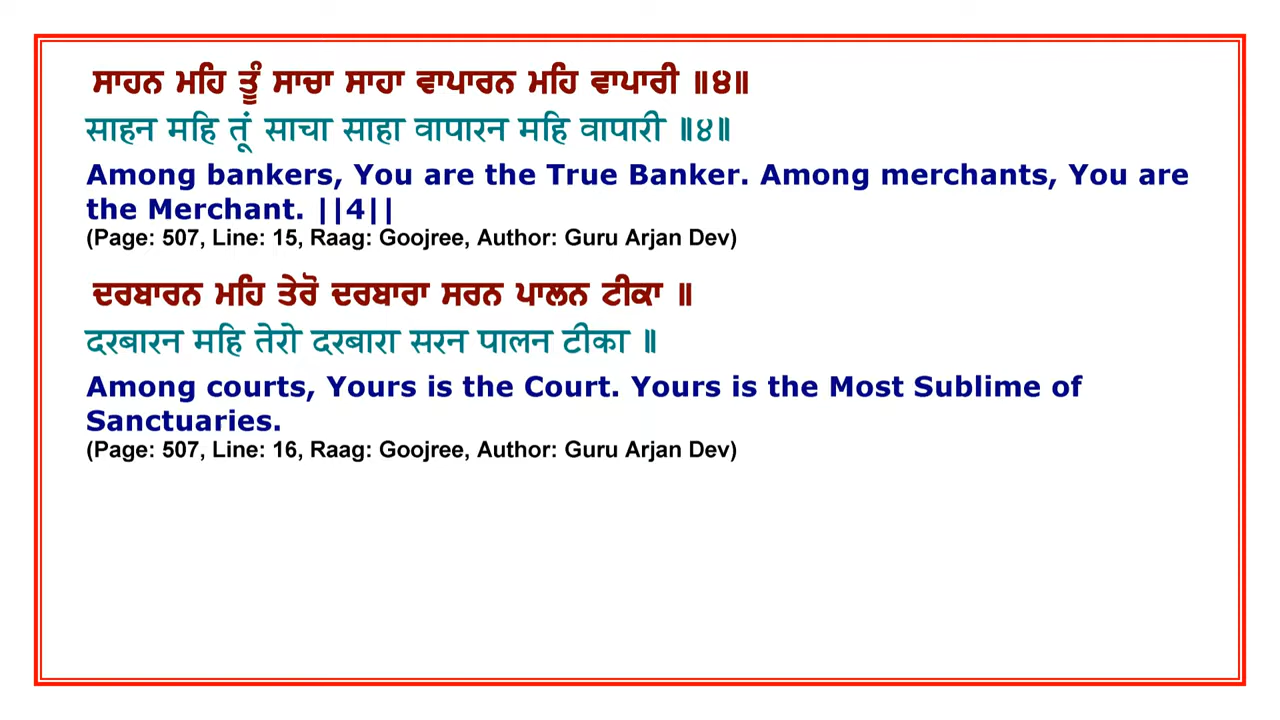 ਸਾਹਨ ਮਹਿ ਤੂੰ ਸਾਚਾ ਸਾਹਾ ਵਾਪਾਰਨ ਮਹਿ ਵਾਪਾਰੀ ॥੪॥
साहन महि तूं साचा साहा वापारन महि वापारी ॥४॥
Among bankers, You are the True Banker. Among merchants, You are
the Merchant. ||4||
(Page: 507, Line: 15, Raag: Goojree, Author: Guru Arjan Dev)
ਦਰਬਾਰਨ ਮਹਿ ਤੇਰੋ ਦਰਬਾਰਾ ਸਰਨ ਪਾਲਨ ਟੀਕਾ ॥
दरबारन महि तेरो दरबारा सरन पालन टीका ॥
Among courts, Yours is the Court. Yours is the Most Sublime of
Sanctuaries.
(Page: 507, Line: 16, Raag: Goojree, Author: Guru Arjan Dev)